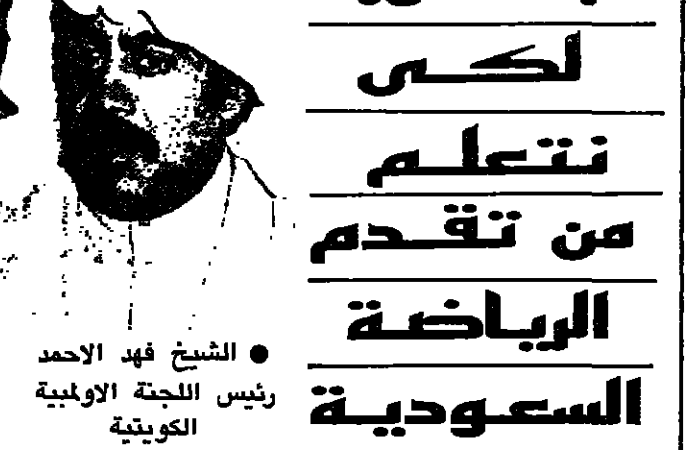 لكى
نتعلم
من تقدم
الرياضة
السعودية
● الشيخ فهد الاحمد
رئيس اللجنة الاولمبية
الكويتية